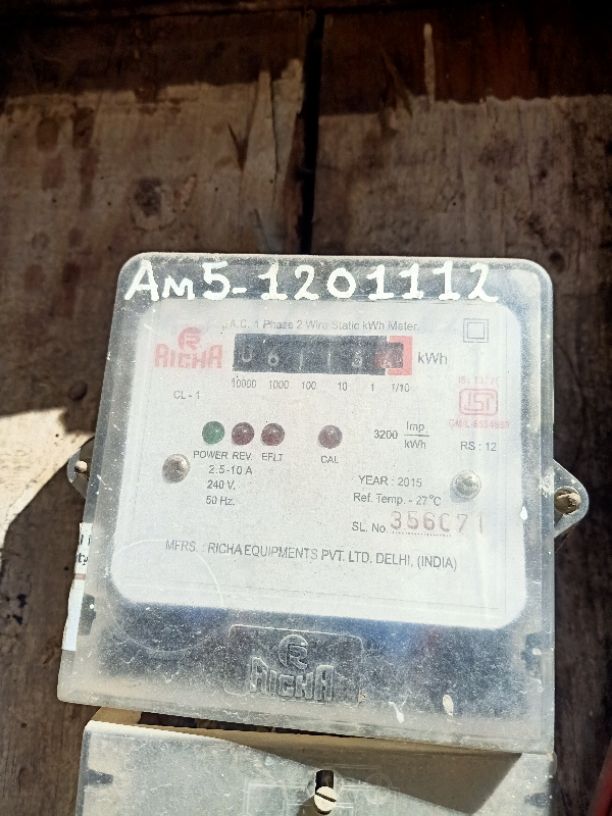 Am5-1201112
A.C. 1 Phase 2 Wire Static kWh Meter
RICHA
kWh
10000 1000 100 10 1 1/10
CL - 1
3200 Imp/kWh
RS : 12
POWER REV. EFLT CAL
2.5-10 A
240 V.
50 Hz.
YEAR : 2015
Ref. Temp. - 27°C
SL. No. 356071
MFRS. : RICHA EQUIPMENTS PVT. LTD. DELHI, (INDIA)
RICHA